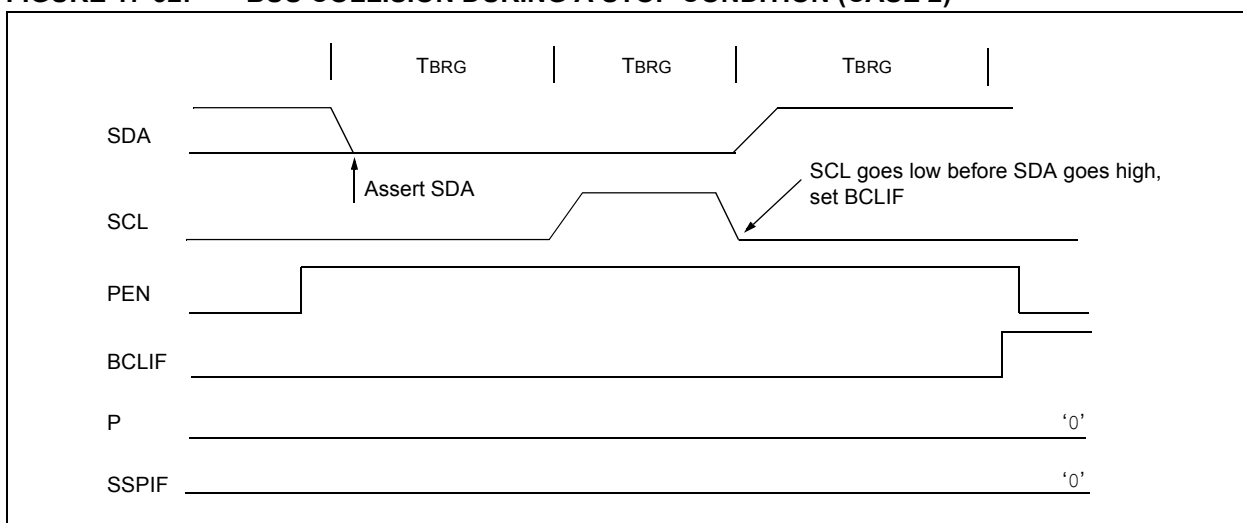 TBRG TBRG TBRG
SDA
SCL goes low before SDA goes high,
set BCLIF
Assert SDA
SCL
PEN
BCLIF
P ‘0’
SSPIF ‘0’